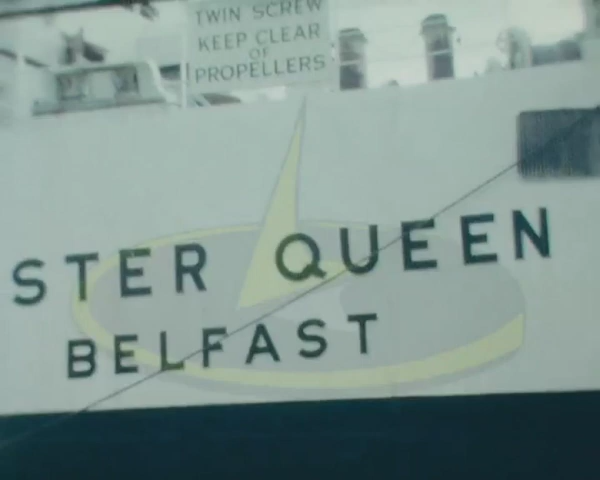 TWIN SCREW
KEEP CLEAR
OF
PROPELLERS
STER QUEEN
BELFAST